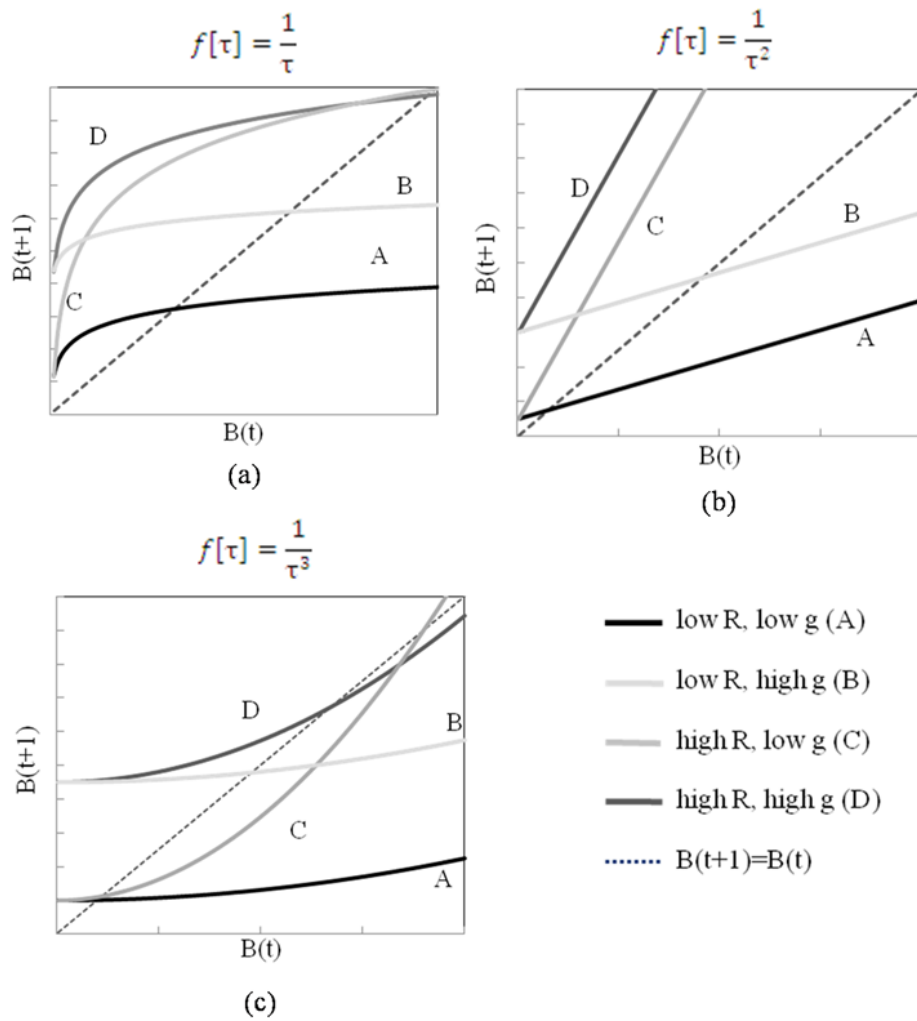 f[τ] = 1/τ
D
B
A
C
B(t+1)
B(t)
(a)
f[τ] = 1/τ²
D
C
B
A
B(t+1)
B(t)
(b)
f[τ] = 1/τ³
D
B
C
A
B(t+1)
B(t)
(c)
low R, low g (A)
low R, high g (B)
high R, low g (C)
high R, high g (D)
B(t+1)=B(t)